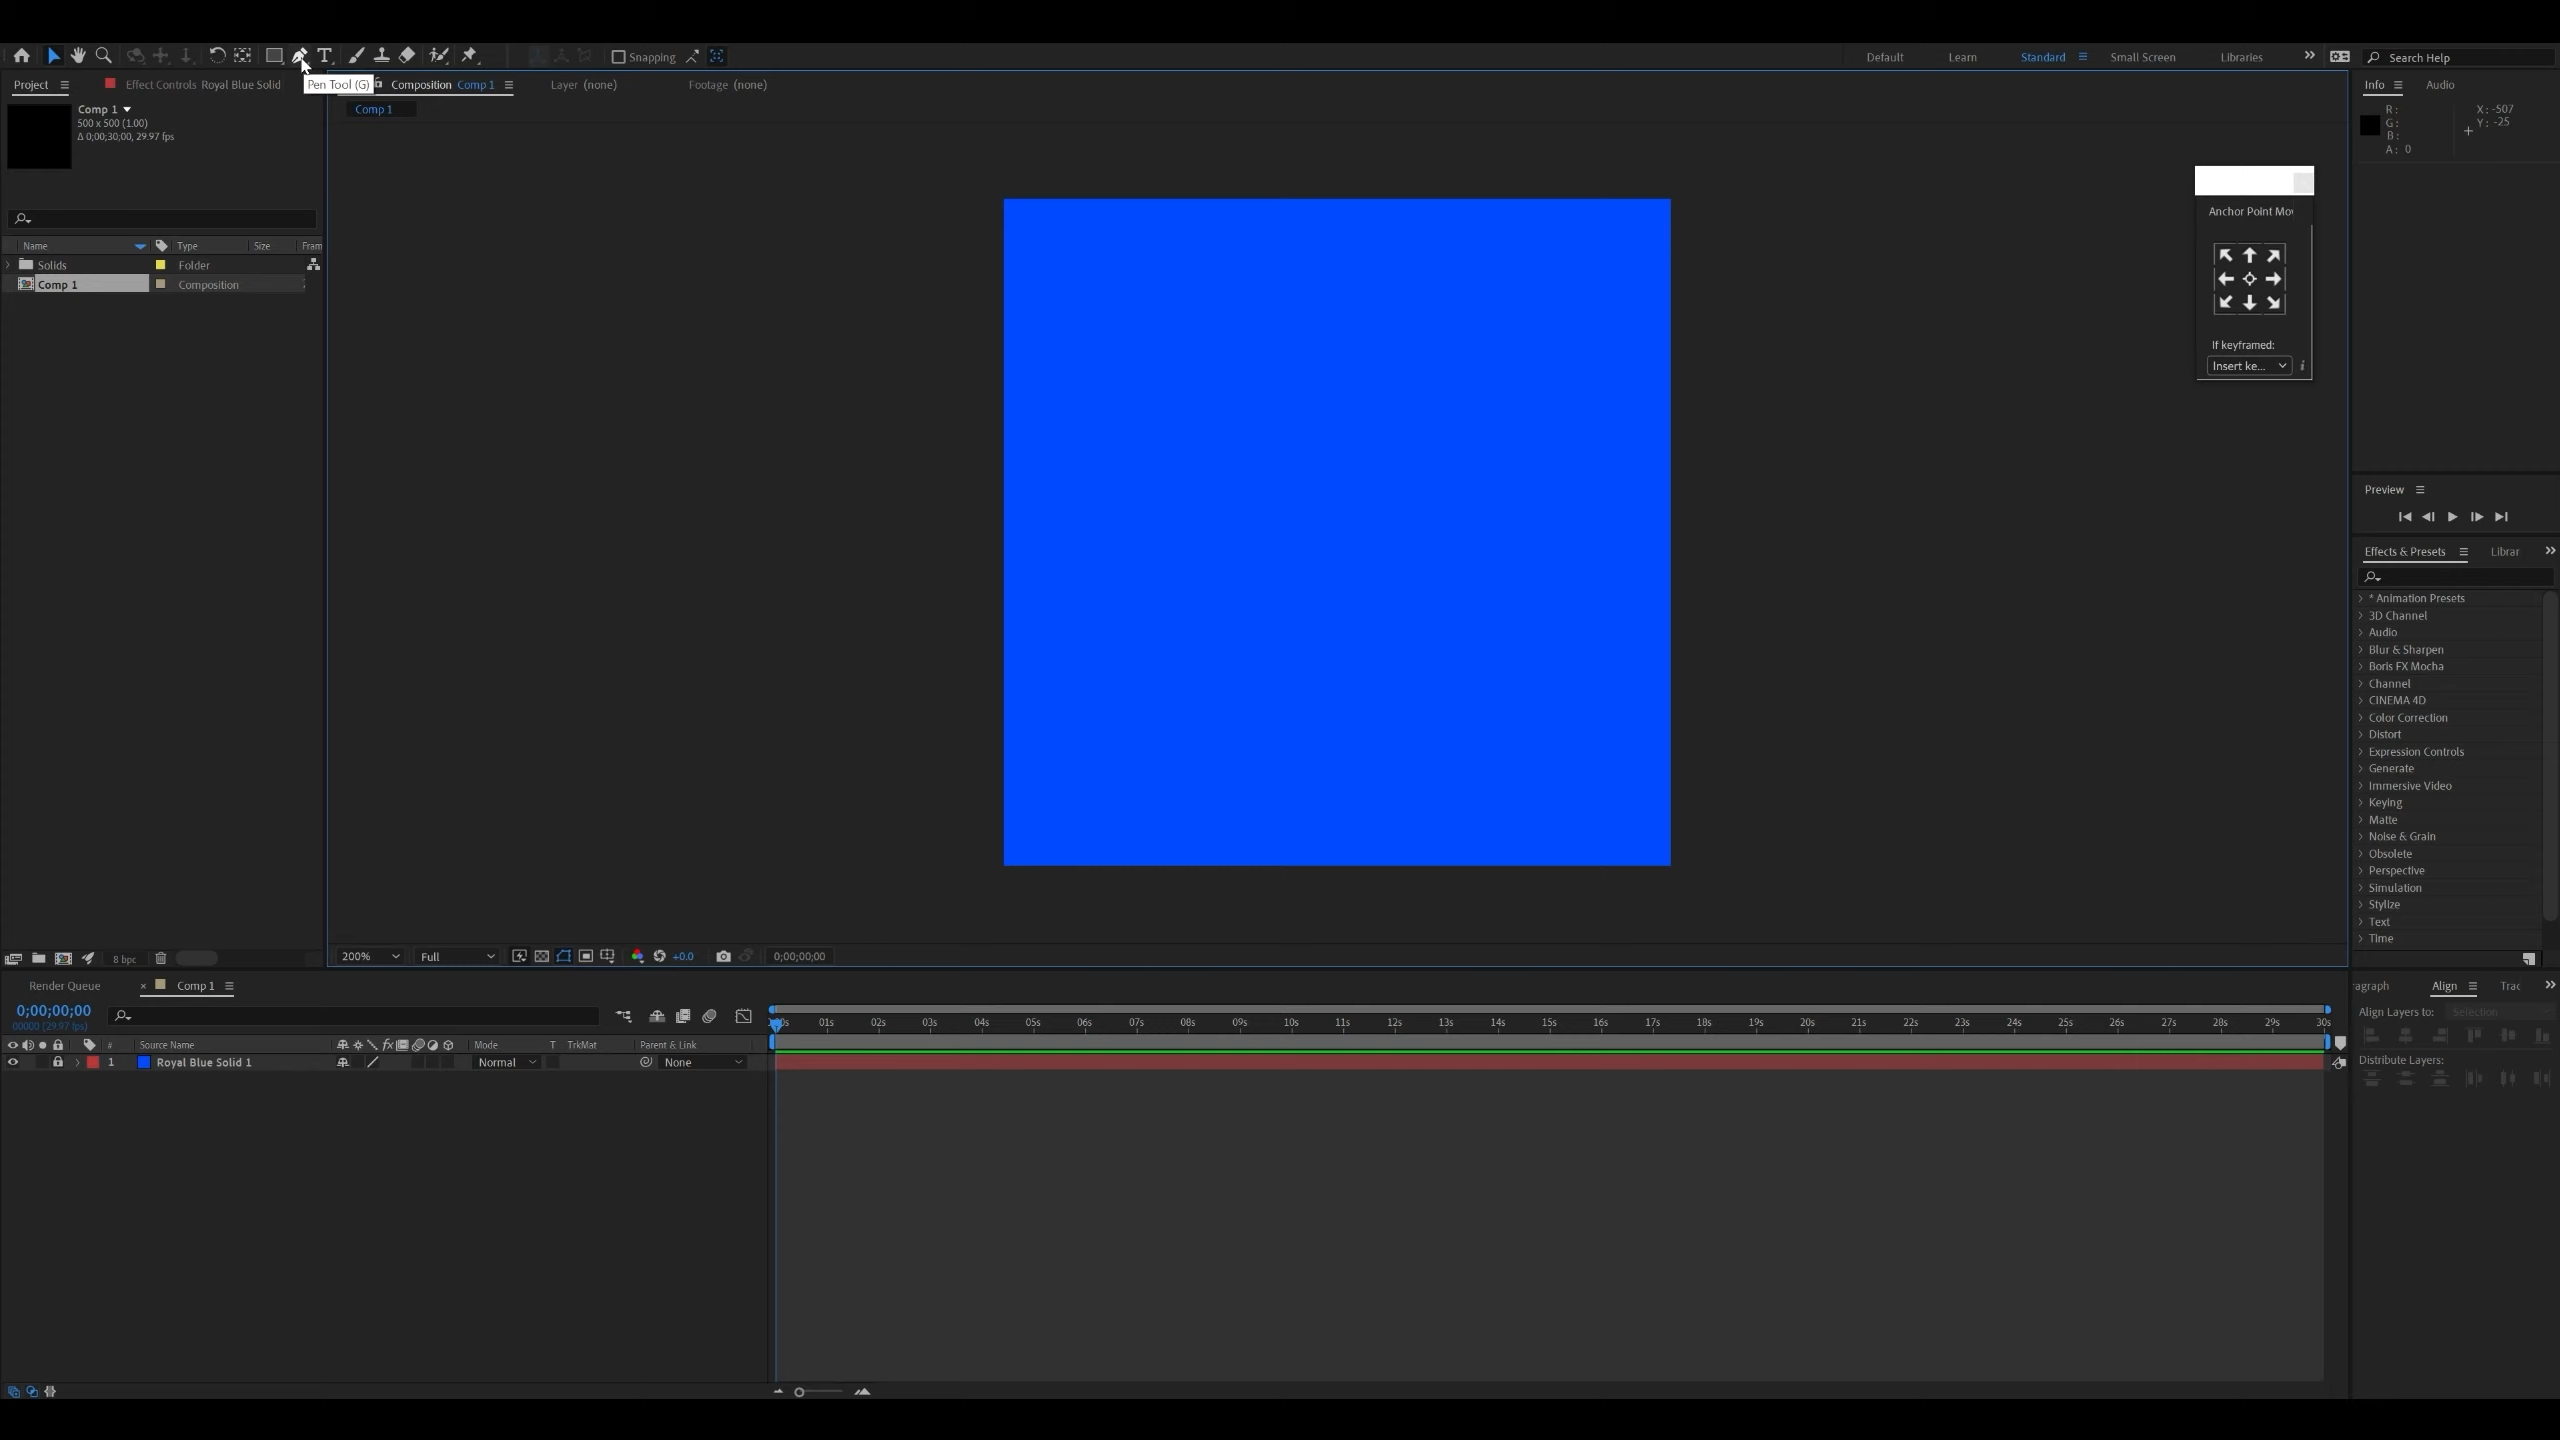 Snapping
Default
Learn
Standard
Small Screen
Libraries
Search Help
Project
Effect Controls Royal Blue Solid
Pen Tool (G)
Composition Comp 1
Layer (none)
Footage (none)
Info
Audio
Comp 1
500 x 500 (1.00)
Δ 0;00;30;00, 29.97 fps
Comp 1
R:
G:
B:
A: 0
X: -507
Y: -25
Anchor Point Mov
If keyframed:
Insert ke...
Name
Type
Size
Fram
Solids
Folder
Comp 1
Composition
Preview
Effects & Presets
Librar
* Animation Presets
3D Channel
Audio
Blur & Sharpen
Boris FX Mocha
Channel
CINEMA 4D
Color Correction
Distort
Expression Controls
Generate
Immersive Video
Keying
Matte
Noise & Grain
Obsolete
Perspective
Simulation
Stylize
Text
Time
8 bpc
200%
Full
+0.0
0;00;00;00
Render Queue
Comp 1
0;00;00;00
00000 (29.97 fps)
01s 02s 03s 04s 05s 06s 07s 08s 09s 10s 11s 12s 13s 14s 15s 16s 17s 18s 19s 20s 21s 22s 23s 24s 25s 26s 27s 28s 29s 30s
# Source Name Mode T TrkMat Parent & Link
1 Royal Blue Solid 1 Normal None
ragraph
Align
Trac
Align Layers to: Selection
Distribute Layers: